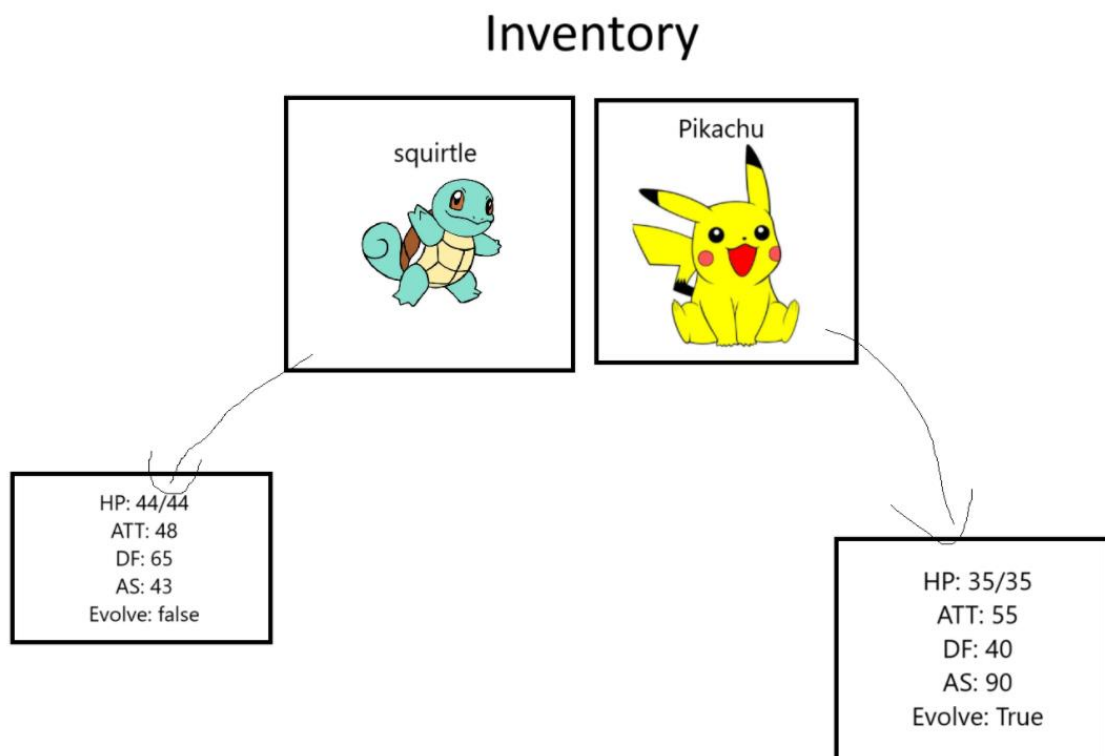 Inventory
squirtle
Pikachu
HP: 44/44
ATT: 48
DF: 65
AS: 43
Evolve: false
HP: 35/35
ATT: 55
DF: 40
AS: 90
Evolve: True